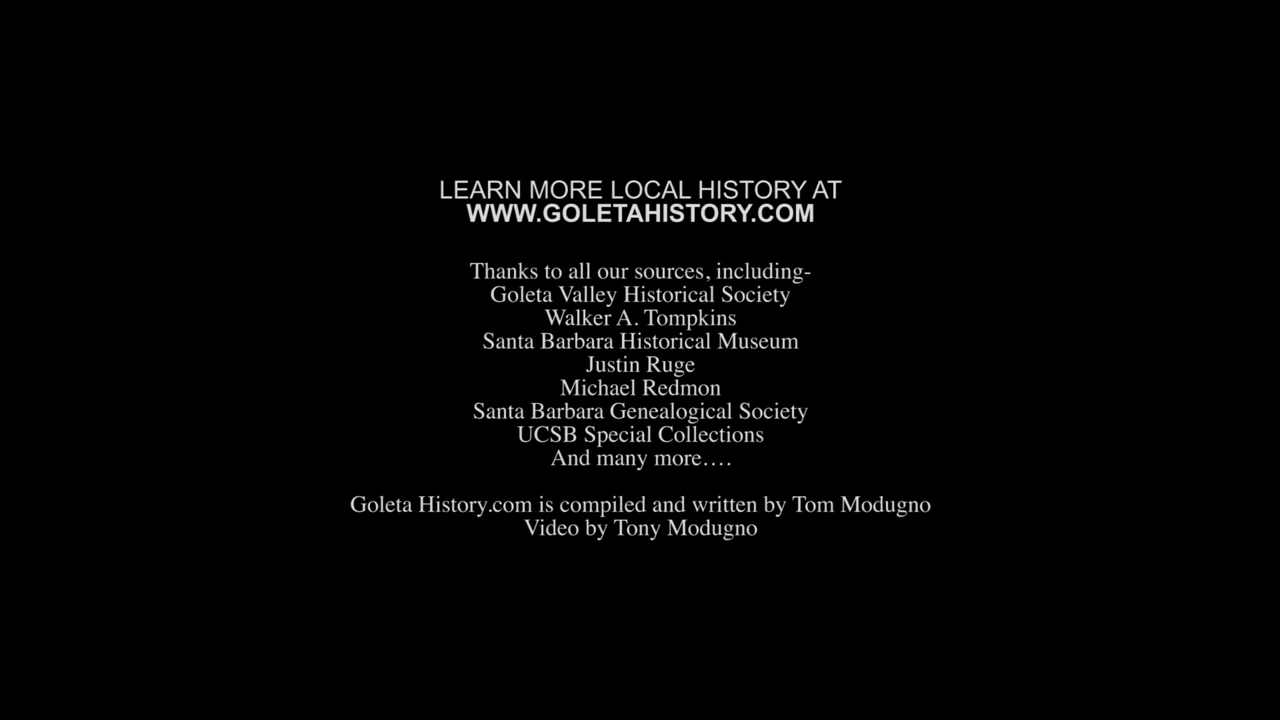 LEARN MORE LOCAL HISTORY AT
WWW.GOLETAHISTORY.COM
Thanks to all our sources, including-
Goleta Valley Historical Society
Walker A. Tompkins
Santa Barbara Historical Museum
Justin Ruge
Michael Redmon
Santa Barbara Genealogical Society
UCSB Special Collections
And many more….
Goleta History.com is compiled and written by Tom Modugno
Video by Tony Modugno